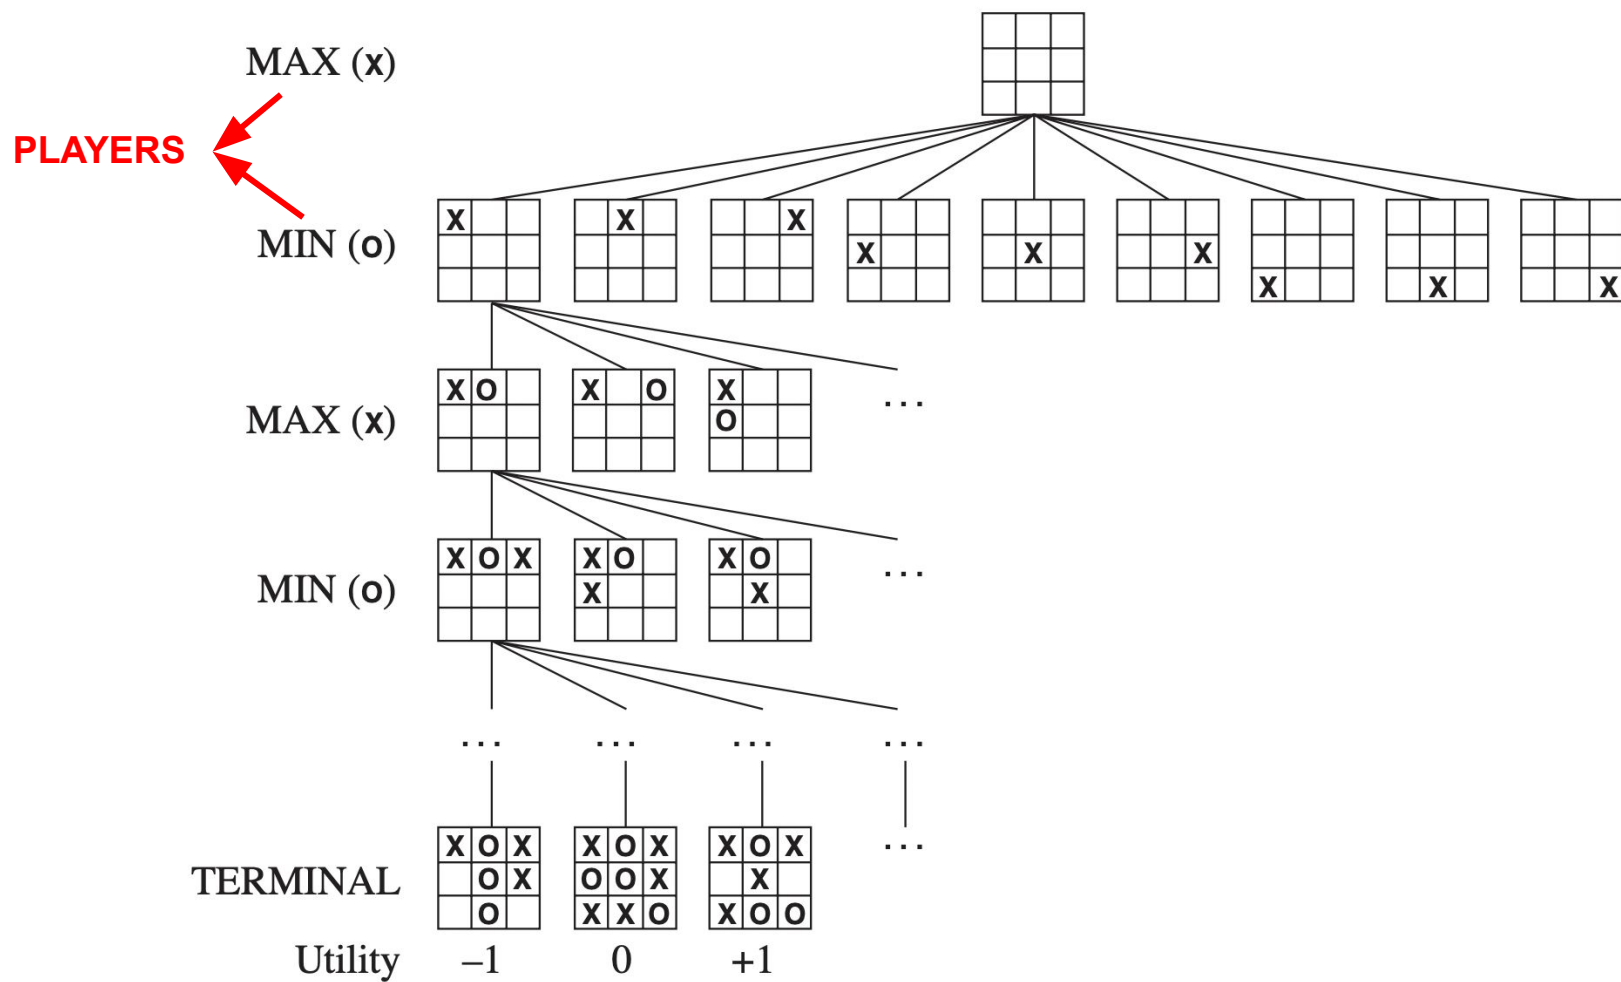 MAX (X)
PLAYERS
MIN (O)
X X X X X X X X X
MAX (X)
X O X O X ...
O
MIN (O)
X O X X O X O ...
X X
... ... ... ...
TERMINAL
X O X X O X X O X ...
O X O O X X
O X X O X O O
Utility –1 0 +1